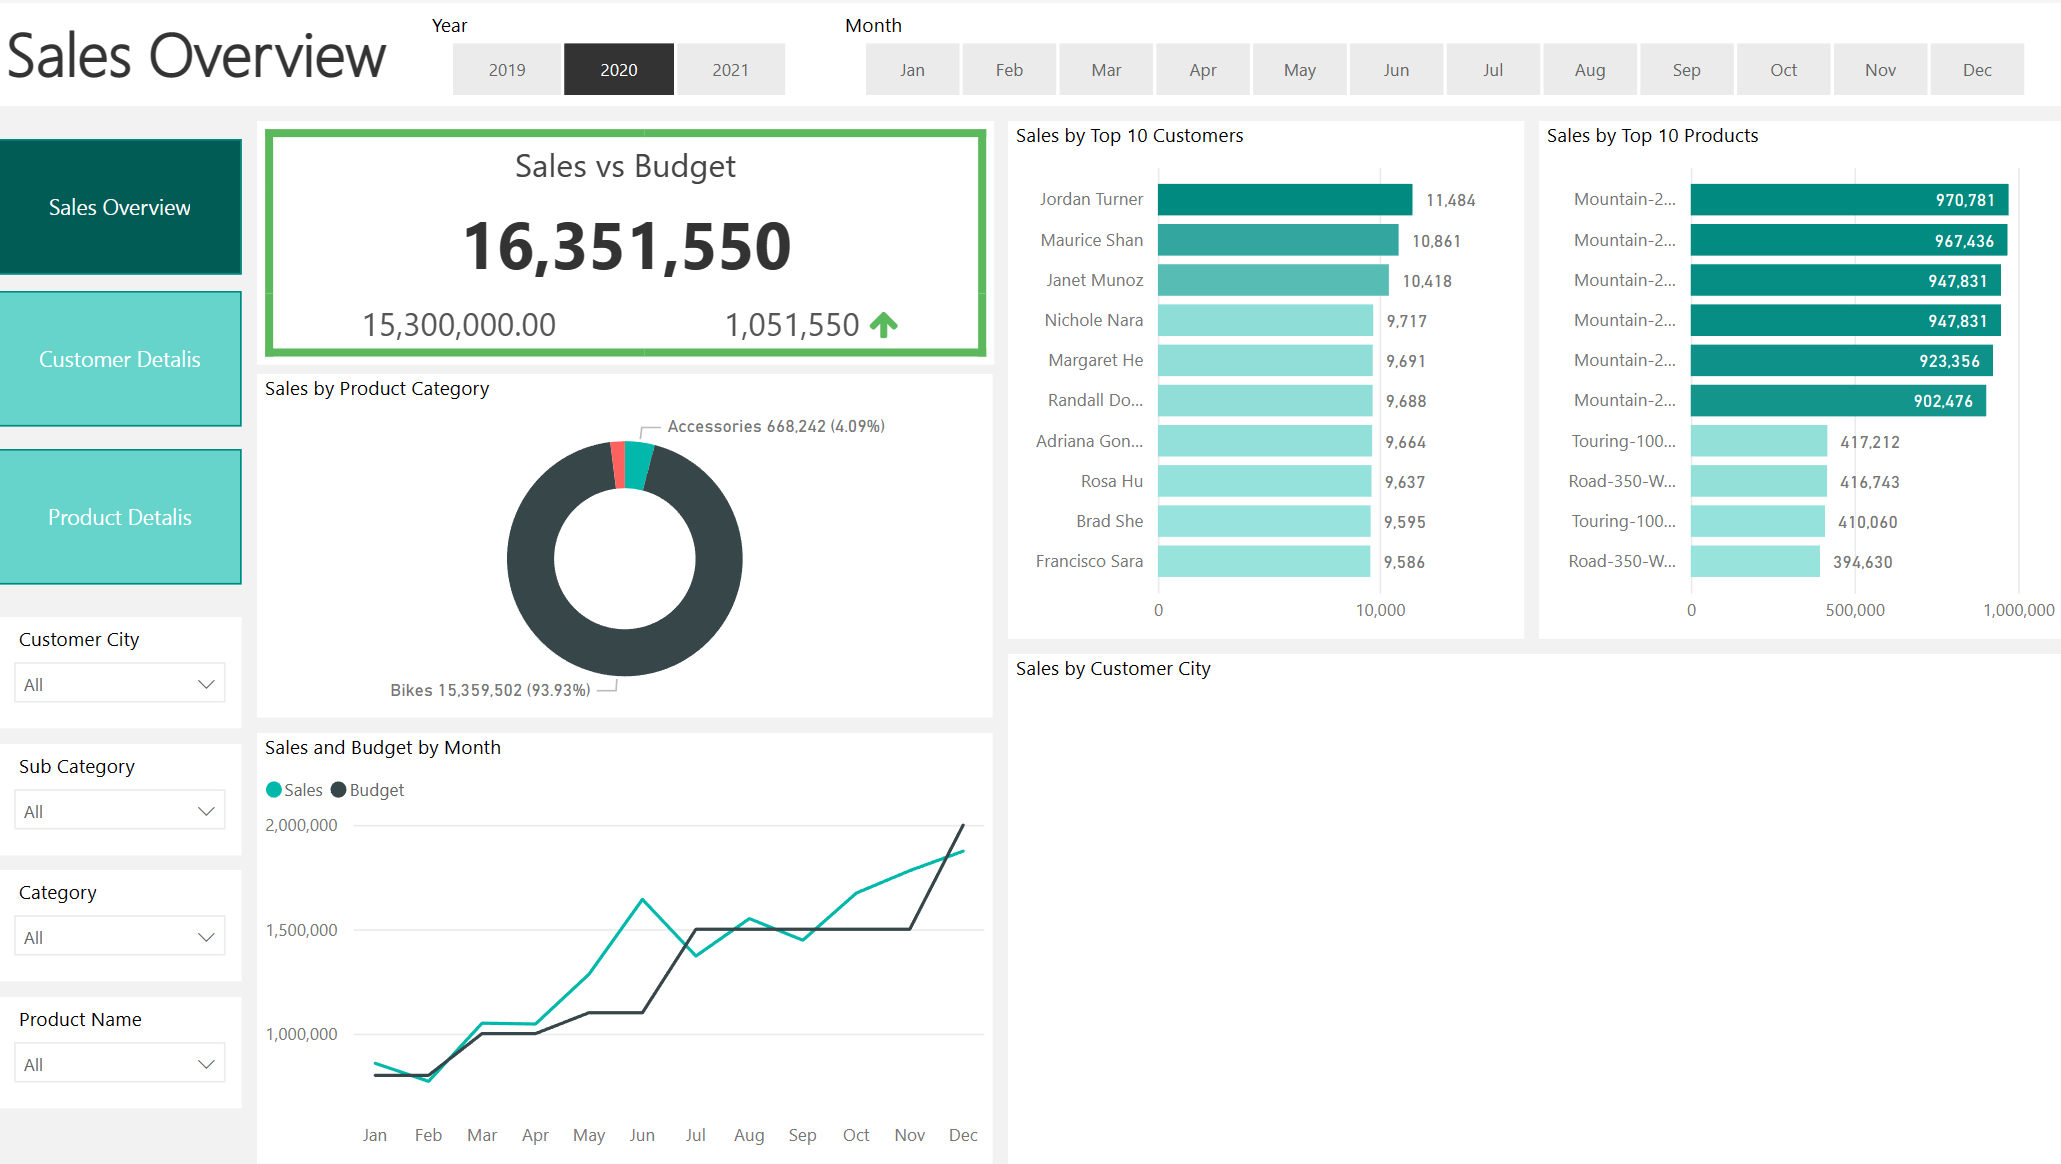 Sales Overview
Year
2019 2020 2021
Month
Jan Feb Mar Apr May Jun Jul Aug Sep Oct Nov Dec
Sales Overview
Customer Detalis
Product Detalis
Customer City
All
Sub Category
All
Category
All
Product Name
All
Sales vs Budget
16,351,550
15,300,000.00 1,051,550
Sales by Product Category
Accessories 668,242 (4.09%)
Bikes 15,359,502 (93.93%)
Sales and Budget by Month
Sales Budget
2,000,000
1,500,000
1,000,000
Jan Feb Mar Apr May Jun Jul Aug Sep Oct Nov Dec
Sales by Top 10 Customers
Jordan Turner 11,484
Maurice Shan 10,861
Janet Munoz 10,418
Nichole Nara 9,717
Margaret He 9,691
Randall Do... 9,688
Adriana Gon... 9,664
Rosa Hu 9,637
Brad She 9,595
Francisco Sara 9,586
0 10,000
Sales by Top 10 Products
Mountain-2... 970,781
Mountain-2... 967,436
Mountain-2... 947,831
Mountain-2... 947,831
Mountain-2... 923,356
Mountain-2... 902,476
Touring-100... 417,212
Road-350-W... 416,743
Touring-100... 410,060
Road-350-W... 394,630
0 500,000 1,000,000
Sales by Customer City